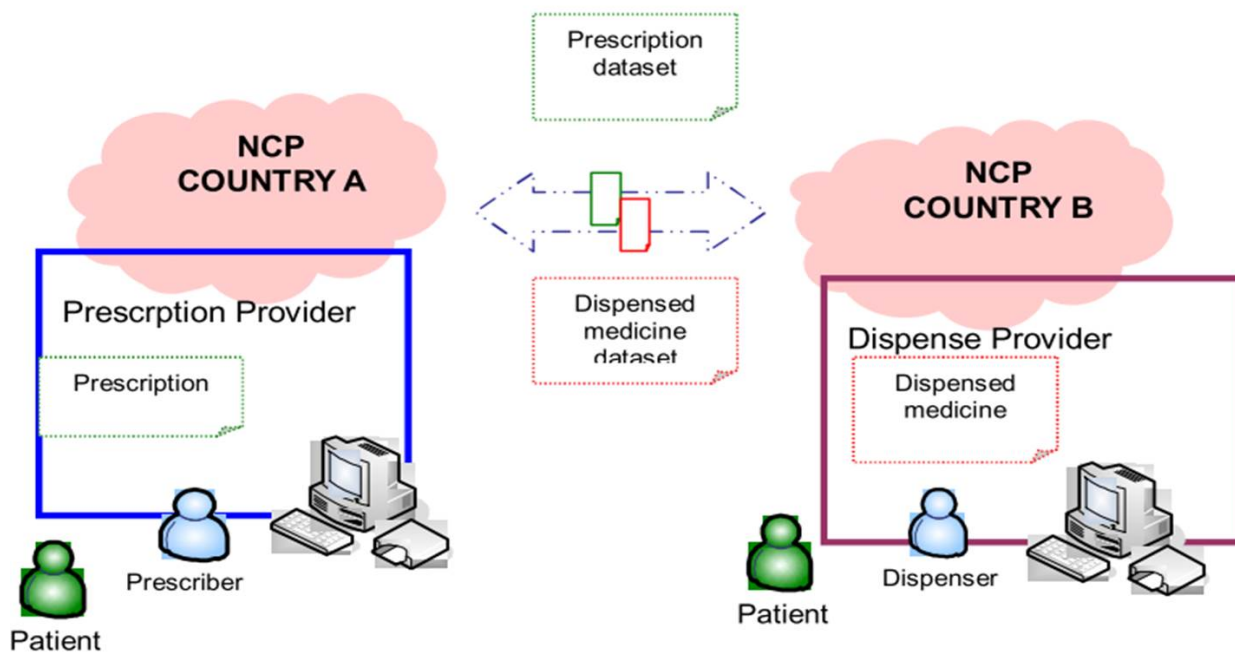 Prescription
dataset
NCP
COUNTRY A
NCP
COUNTRY B
Prescrption Provider
Prescription
Dispensed
medicine
dataset
Dispense Provider
Dispensed
medicine
Prescriber
Patient
Dispenser
Patient